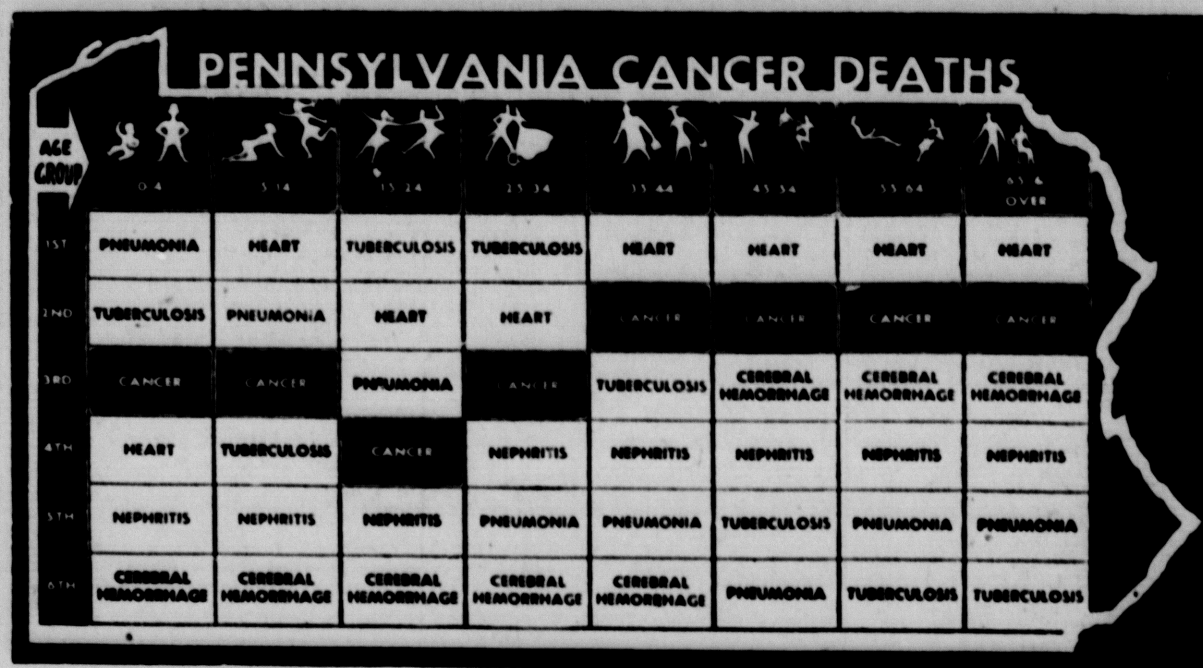 PENNSYLVANIA CANCER DEATHS
AGE GROUP 0-4 5-14 15-24 25-34 35-44 45-54 55-64 65 & OVER
1ST PNEUMONIA HEART TUBERCULOSIS TUBERCULOSIS HEART HEART HEART HEART
2ND TUBERCULOSIS PNEUMONIA HEART HEART CANCER CANCER CANCER CANCER
3RD CANCER CANCER PNEUMONIA CANCER TUBERCULOSIS CEREBRAL HEMORRHAGE CEREBRAL HEMORRHAGE CEREBRAL HEMORRHAGE
4TH HEART TUBERCULOSIS CANCER NEPHRITIS NEPHRITIS NEPHRITIS NEPHRITIS NEPHRITIS
5TH NEPHRITIS NEPHRITIS NEPHRITIS PNEUMONIA PNEUMONIA TUBERCULOSIS PNEUMONIA PNEUMONIA
6TH CEREBRAL HEMORRHAGE CEREBRAL HEMORRHAGE CEREBRAL HEMORRHAGE CEREBRAL HEMORRHAGE CEREBRAL HEMORRHAGE PNEUMONIA TUBERCULOSIS TUBERCULOSIS